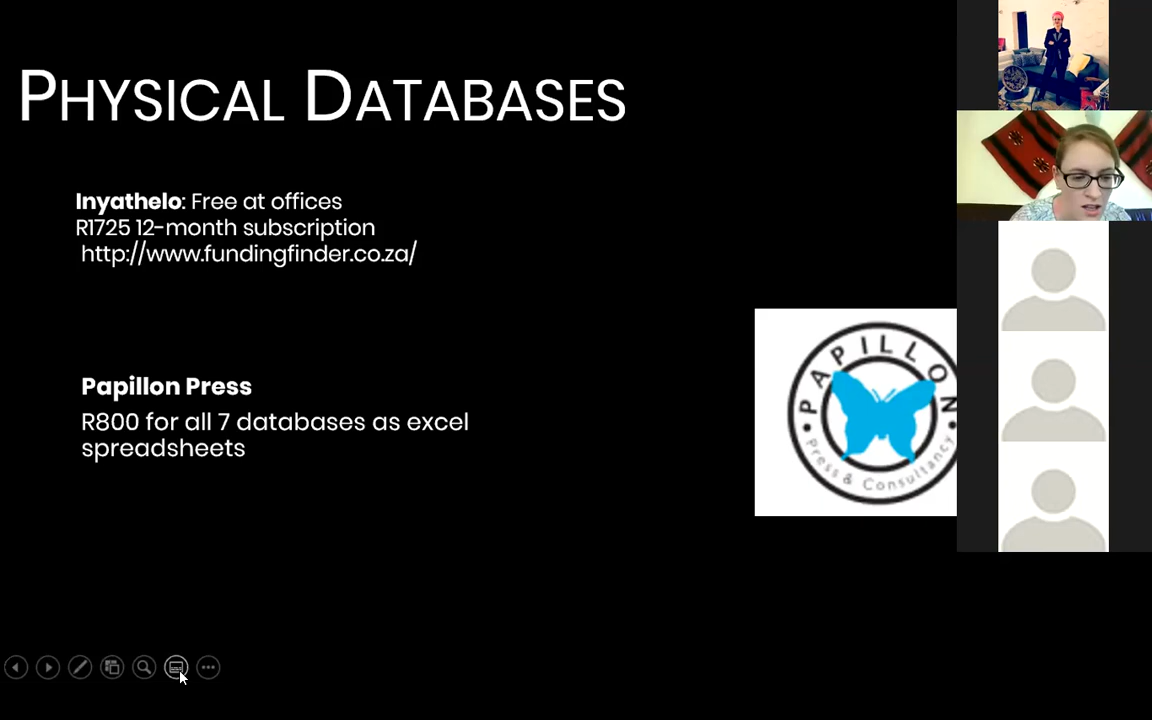 PHYSICAL DATABASES
Inyathelo: Free at offices
R1725 12-month subscription
http://www.fundingfinder.co.za/
Papillon Press
R800 for all 7 databases as excel
spreadsheets
PAPILLON
Press & Consultancy